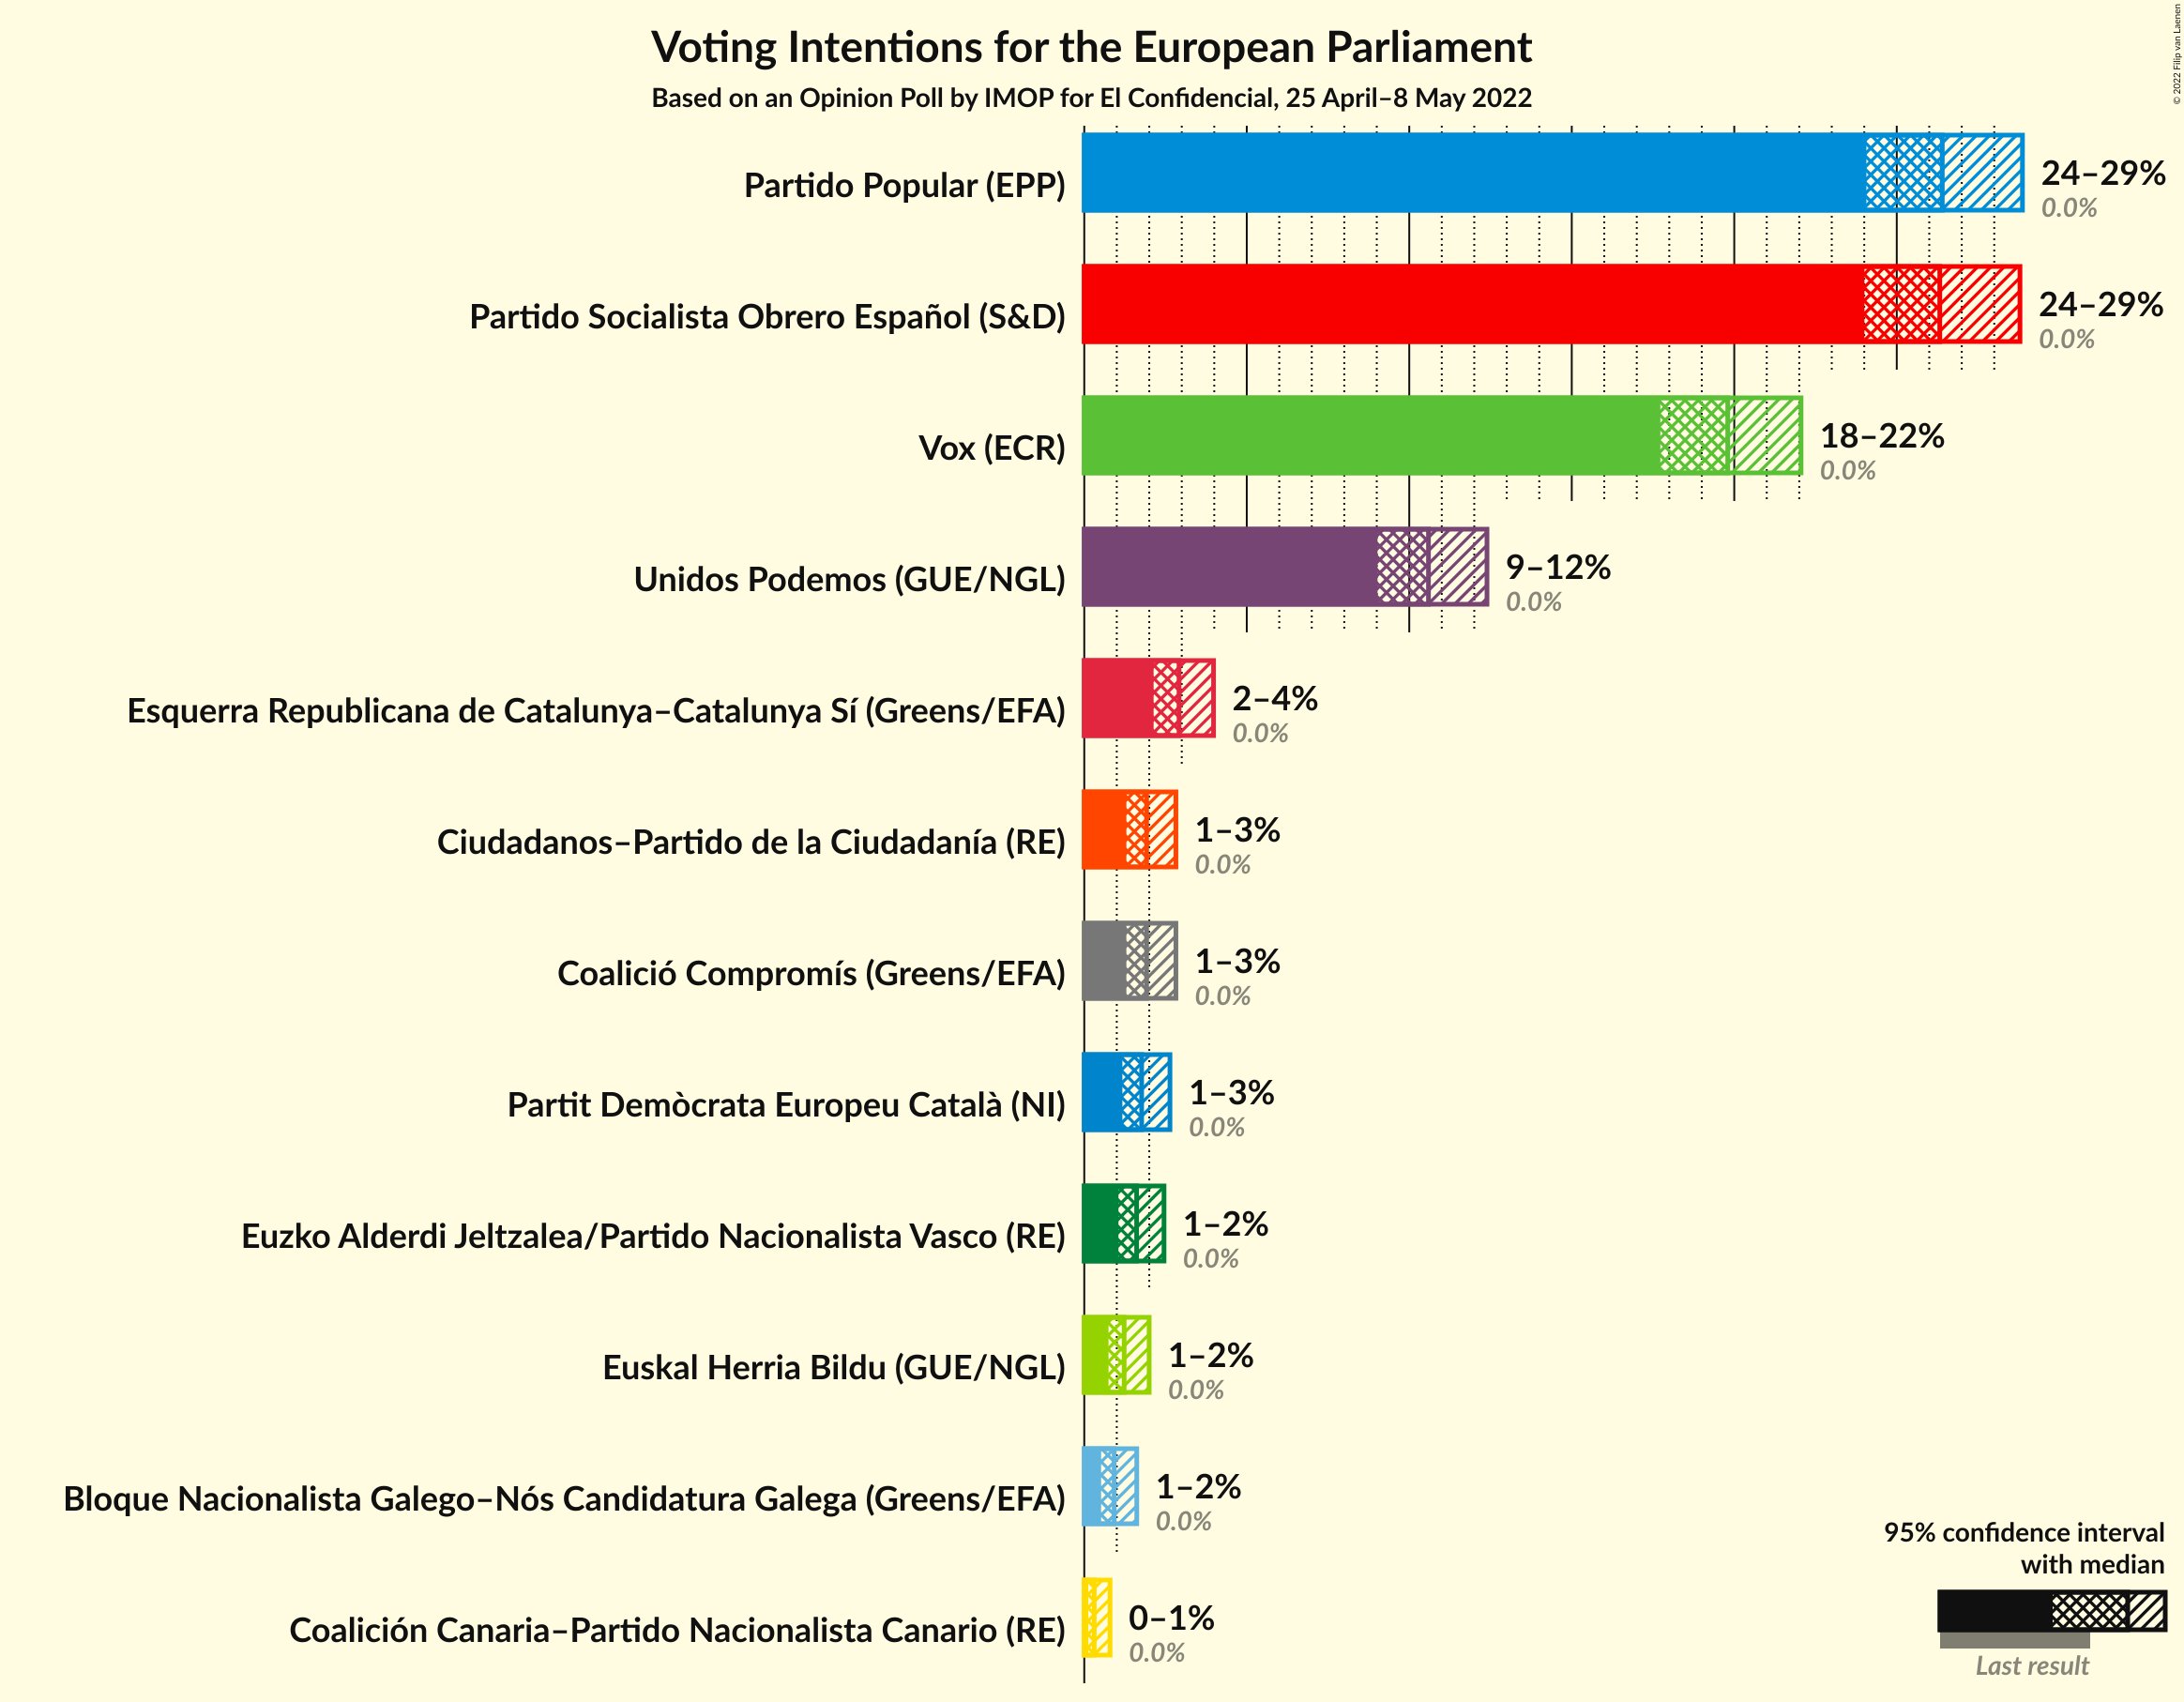 Voting Intentions for the European Parliament
Based on an Opinion Poll by IMOP for El Confidencial, 25 April–8 May 2022
© 2022 Filip van Laenen
Partido Popular (EPP)
24–29%
0.0%
Partido Socialista Obrero Español (S&D)
24–29%
0.0%
Vox (ECR)
18–22%
0.0%
Unidos Podemos (GUE/NGL)
9–12%
0.0%
Esquerra Republicana de Catalunya–Catalunya Sí (Greens/EFA)
2–4%
0.0%
Ciudadanos–Partido de la Ciudadanía (RE)
1–3%
0.0%
Coalició Compromís (Greens/EFA)
1–3%
0.0%
Partit Demòcrata Europeu Català (NI)
1–3%
0.0%
Euzko Alderdi Jeltzalea/Partido Nacionalista Vasco (RE)
1–2%
0.0%
Euskal Herria Bildu (GUE/NGL)
1–2%
0.0%
Bloque Nacionalista Galego–Nós Candidatura Galega (Greens/EFA)
1–2%
0.0%
Coalición Canaria–Partido Nacionalista Canario (RE)
0–1%
0.0%
95% confidence interval
with median
Last result